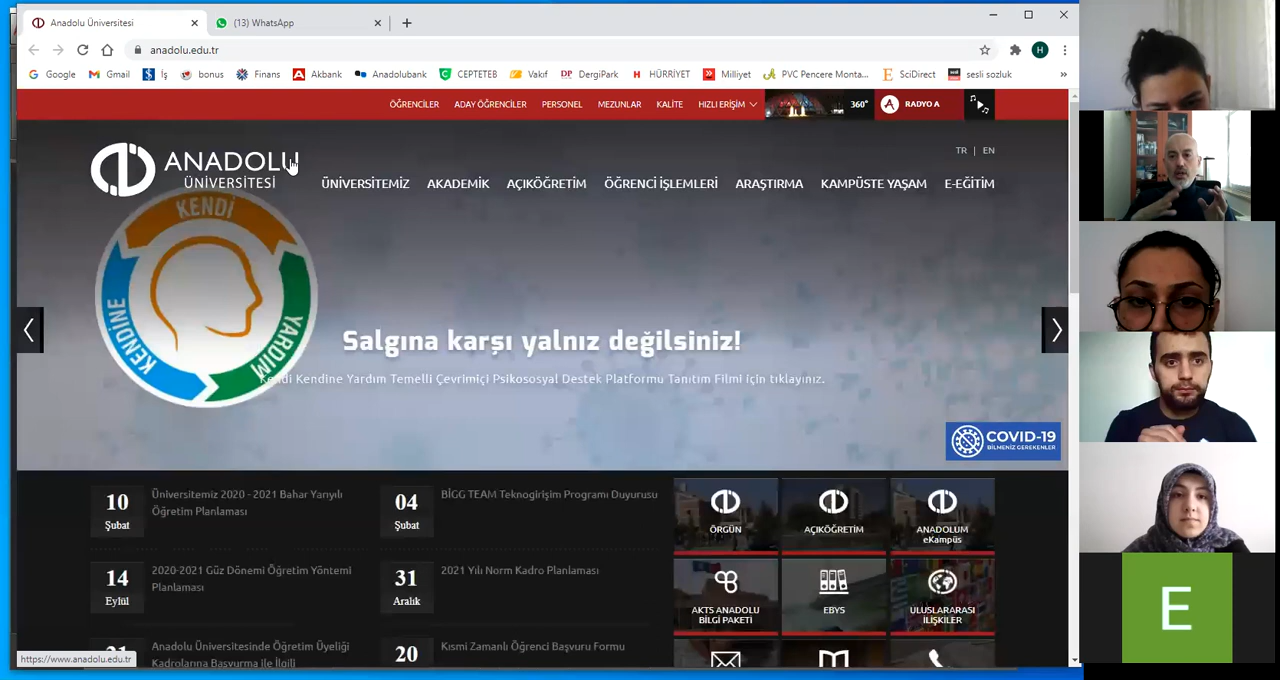 Anadolu Üniversitesi
(13) WhatsApp
anadolu.edu.tr
H
Google
Gmail
İş
bonus
Finans
Akbank
Anadolubank
CEPTETEB
Vakıf
DergiPark
HÜRRİYET
Milliyet
PVC Pencere Monta...
SciDirect
sesli sozluk
ÖĞRENCİLER
ADAY ÖĞRENCİLER
PERSONEL
MEZUNLAR
KALİTE
HIZLI ERİŞİM
360°
RADYO A
ANADOLU
ÜNİVERSİTESİ
TR | EN
ÜNİVERSİTEMİZ
AKADEMİK
AÇIKÖĞRETİM
ÖĞRENCİ İŞLEMLERİ
ARAŞTIRMA
KAMPÜSTE YAŞAM
E-EĞİTİM
KENDİ
KENDİNE
YARDIM
Salgına karşı yalnız değilsiniz!
Kendi Kendine Yardım Temelli Çevrimiçi Psikososyal Destek Platformu Tanıtım Filmi için tıklayınız.
COVID-19
BİLMENİZ GEREKENLER
10
Şubat
Üniversitemiz 2020 - 2021 Bahar Yarıyılı
Öğretim Planlaması
04
Şubat
BİGG TEAM Teknogirişim Programı Duyurusu
14
Eylül
2020-2021 Güz Dönemi Öğretim Yöntemi
Planlaması
31
Aralık
2021 Yılı Norm Kadro Planlaması
Anadolu Üniversitesinde Öğretim Üyeliği
Kadrolarına Başvurma ile İlgili
20
Kısmi Zamanlı Öğrenci Başvuru Formu
ÖRGÜN
AÇIKÖĞRETİM
ANADOLUM
eKampüs
AKTS ANADOLU
BİLGİ PAKETİ
EBYS
ULUSLARARASI
İLİŞKİLER
https://www.anadolu.edu.tr
E